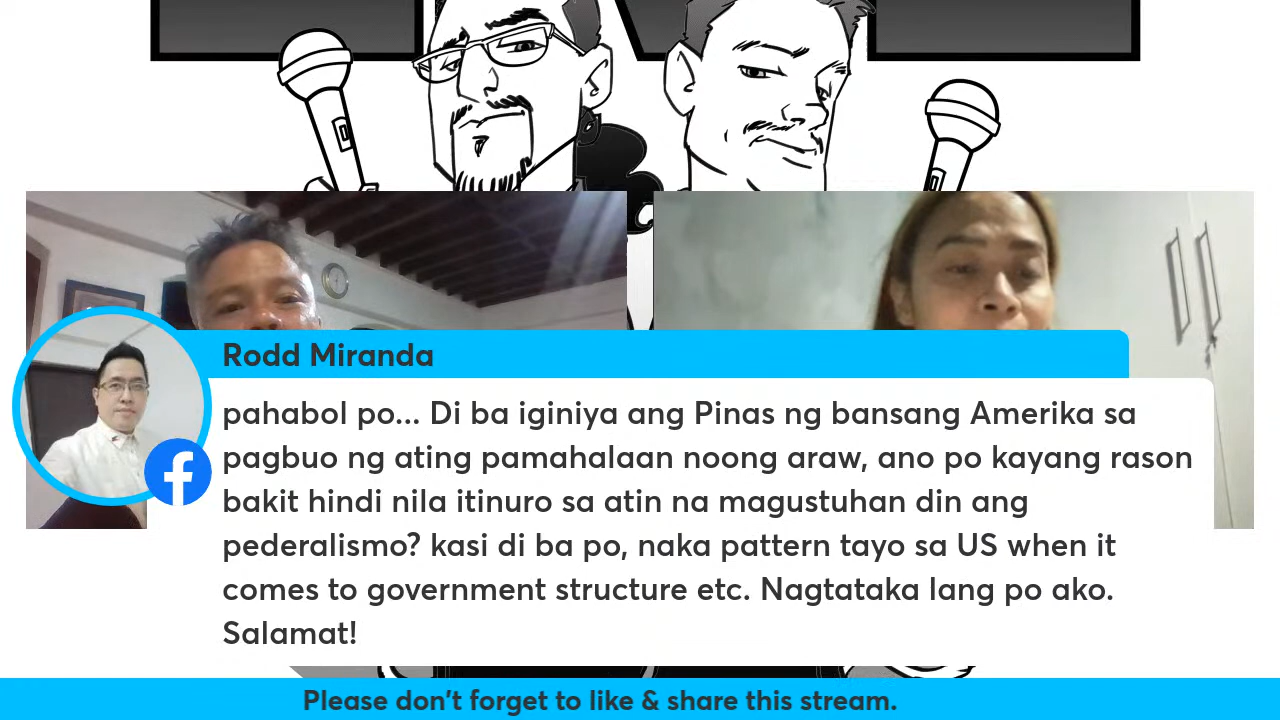 Rodd Miranda
pahabol po... Di ba iginiya ang Pinas ng bansang Amerika sa
pagbuo ng ating pamahalaan noong araw, ano po kayang rason
bakit hindi nila itinuro sa atin na magustuhan din ang
pederalismo? kasi di ba po, naka pattern tayo sa US when it
comes to government structure etc. Nagtataka lang po ako.
Salamat!
Please don't forget to like & share this stream.